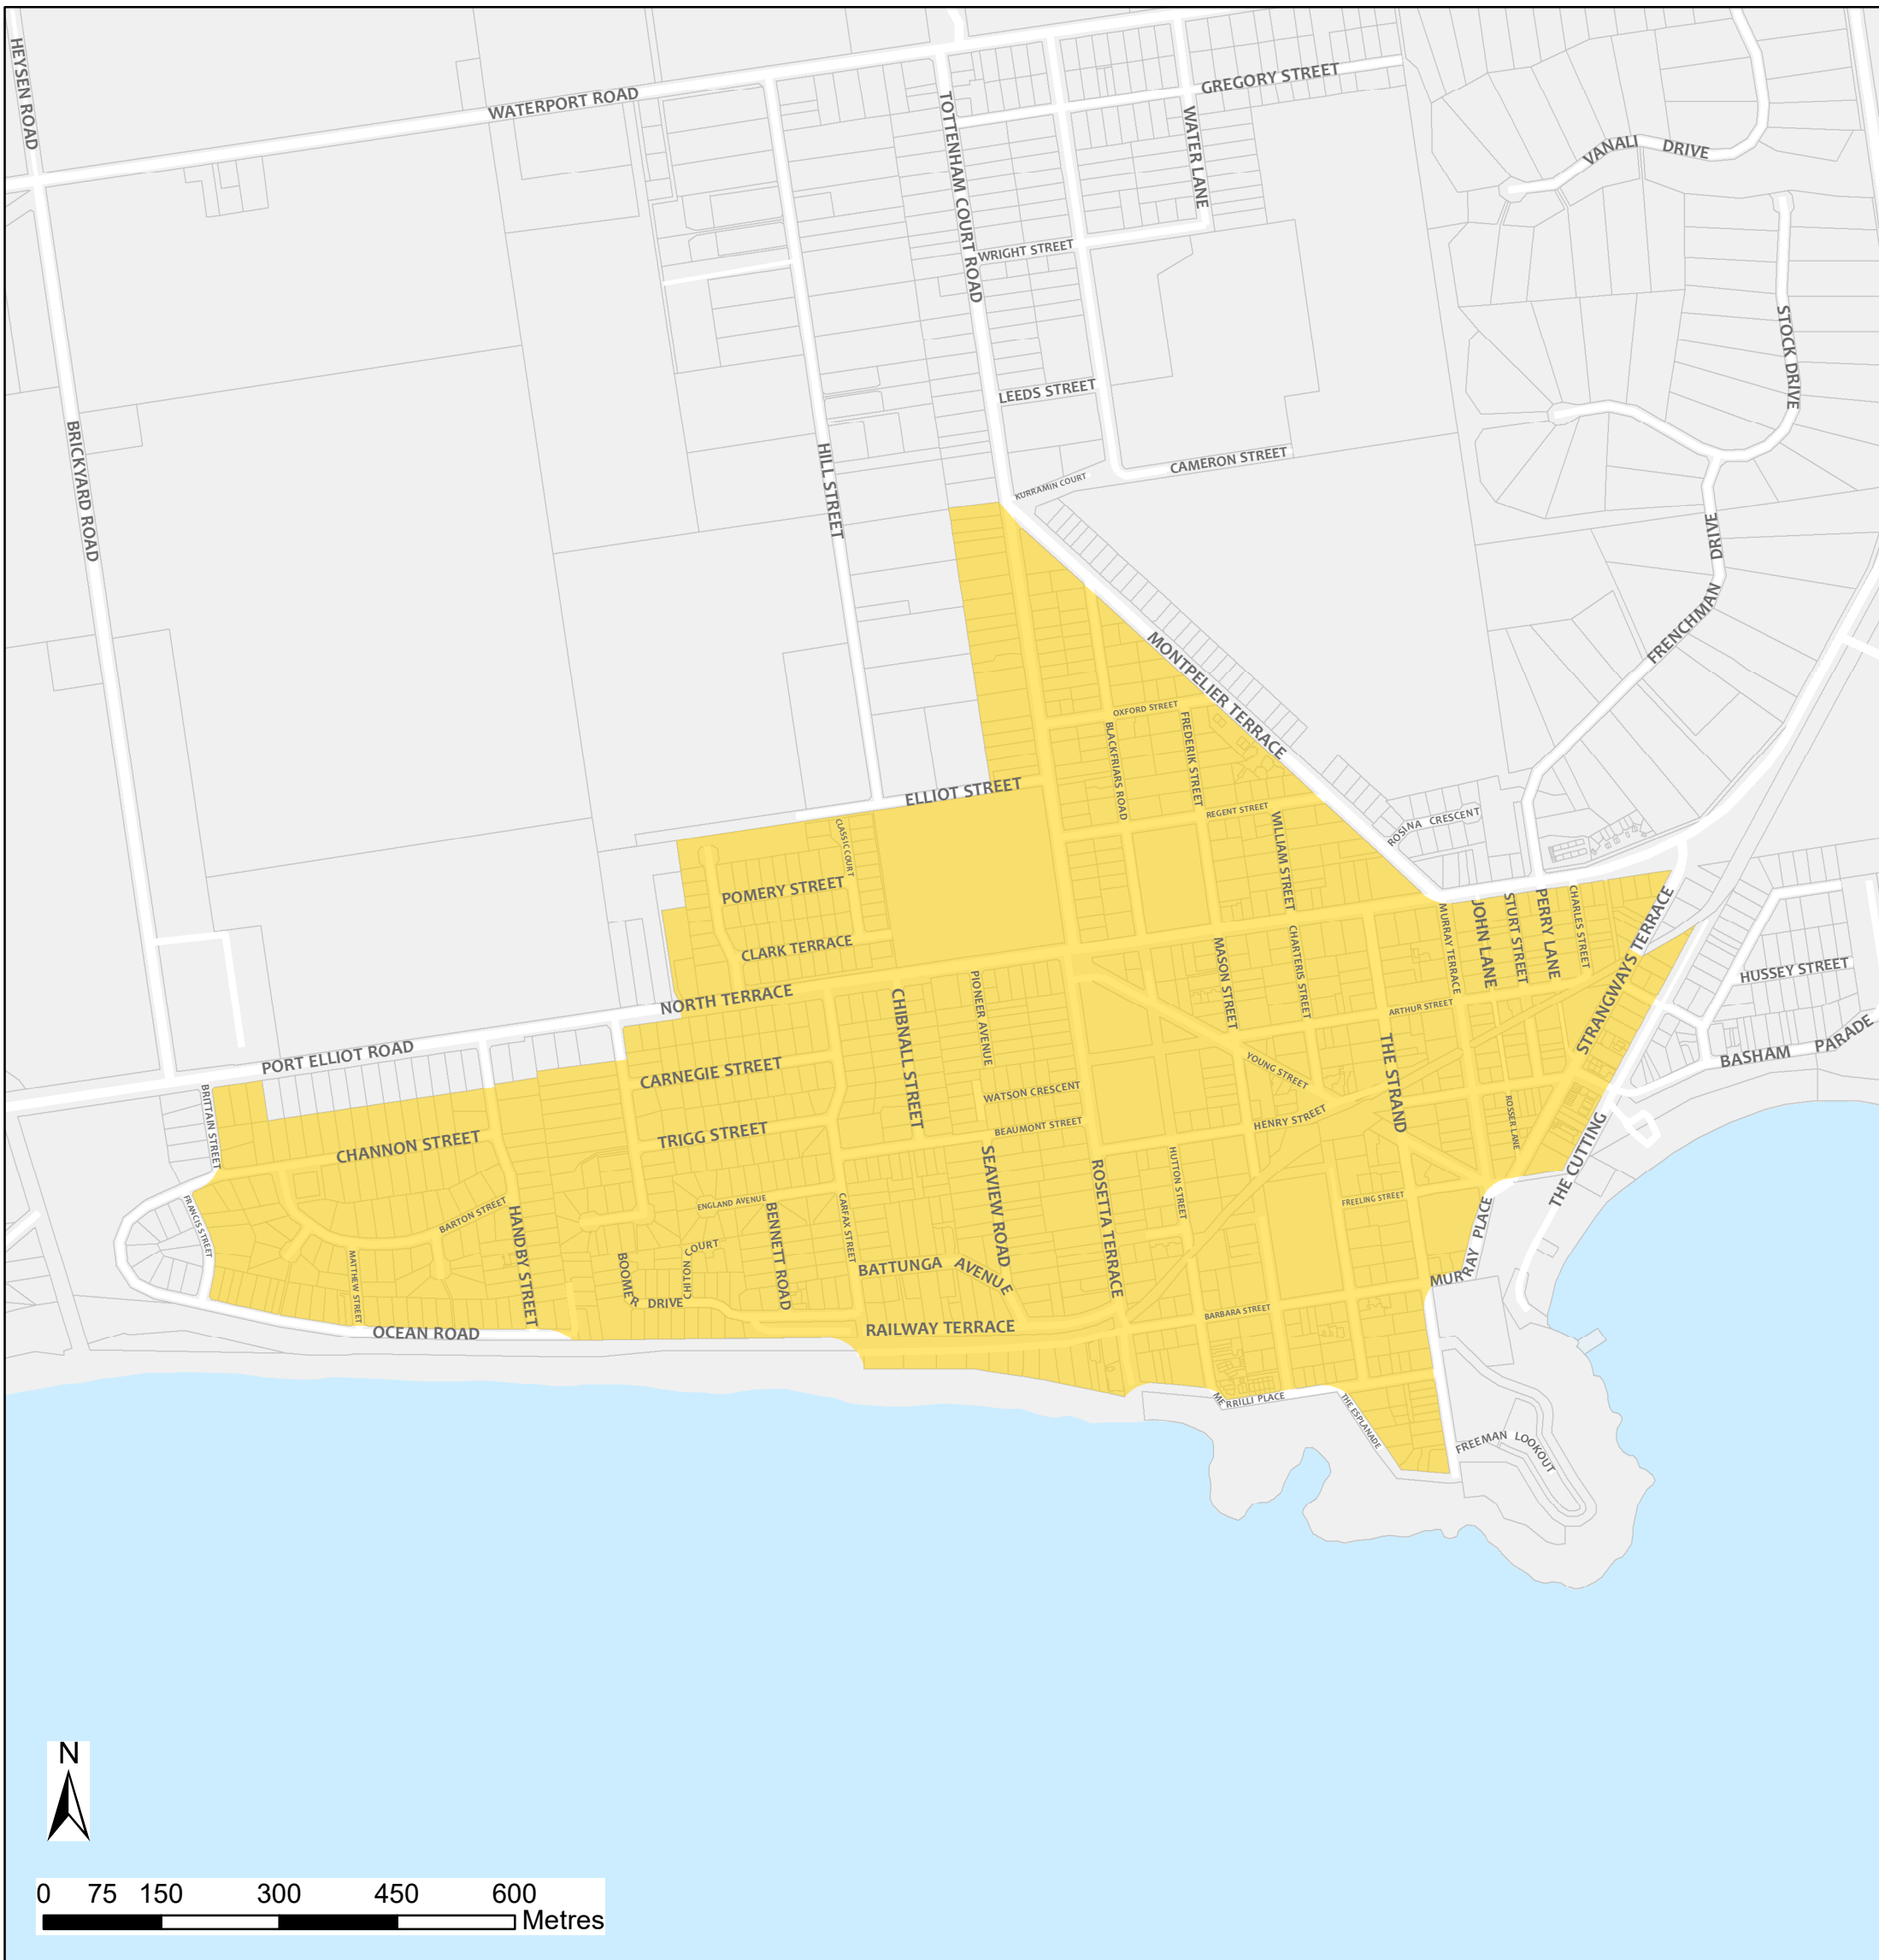 HEYSEN ROAD
WATERPORT ROAD
TOTTENHAM COURT ROAD
GREGORY STREET
WATER LANE
VANALI DRIVE
WRIGHT STREET
STOCK DRIVE
LEEDS STREET
BRICKYARD ROAD
HILL STREET
CAMERON STREET
KURRAMIN COURT
DRIVE
FRENCHMAN
MONTPELIER TERRACE
OXFORD STREET
BLACKFRIARS ROAD
FREDERIK STREET
ELLIOT STREET
REGENT STREET
WILLIAM STREET
ROSINA CRESCENT
CLASSIC COURT
POMERY STREET
CLARK TERRACE
MURRAY TERRACE
JOHN LANE
STURT STREET
PERRY LANE
CHARLES STREET
STRANGWAYS TERRACE
MASON STREET
CHARTERIS STREET
HUSSEY STREET
NORTH TERRACE
CHIBNALL STREET
PIONEER AVENUE
ARTHUR STREET
PORT ELLIOT ROAD
CARNEGIE STREET
YOUNG STREET
THE STRAND
BASHAM PARADE
BRITTAIN STREET
WATSON CRESCENT
ROSSER LANE
CHANNON STREET
TRIGG STREET
BEAUMONT STREET
HENRY STREET
THE CUTTING
FRANCIS STREET
BARTON STREET
HANDBY STREET
ENGLAND AVENUE
BENNETT ROAD
CARFAX STREET
SEAVIEW ROAD
ROSETTA TERRACE
HUTTON STREET
FREELING STREET
MATTHEW STREET
BOOMER DRIVE
CHITON COURT
BATTUNGA AVENUE
MURRAY PLACE
OCEAN ROAD
RAILWAY TERRACE
BARBARA STREET
MERRILLI PLACE
THE ESPLANADE
FREEMAN LOOKOUT
N
0 75 150 300 450 600
Metres